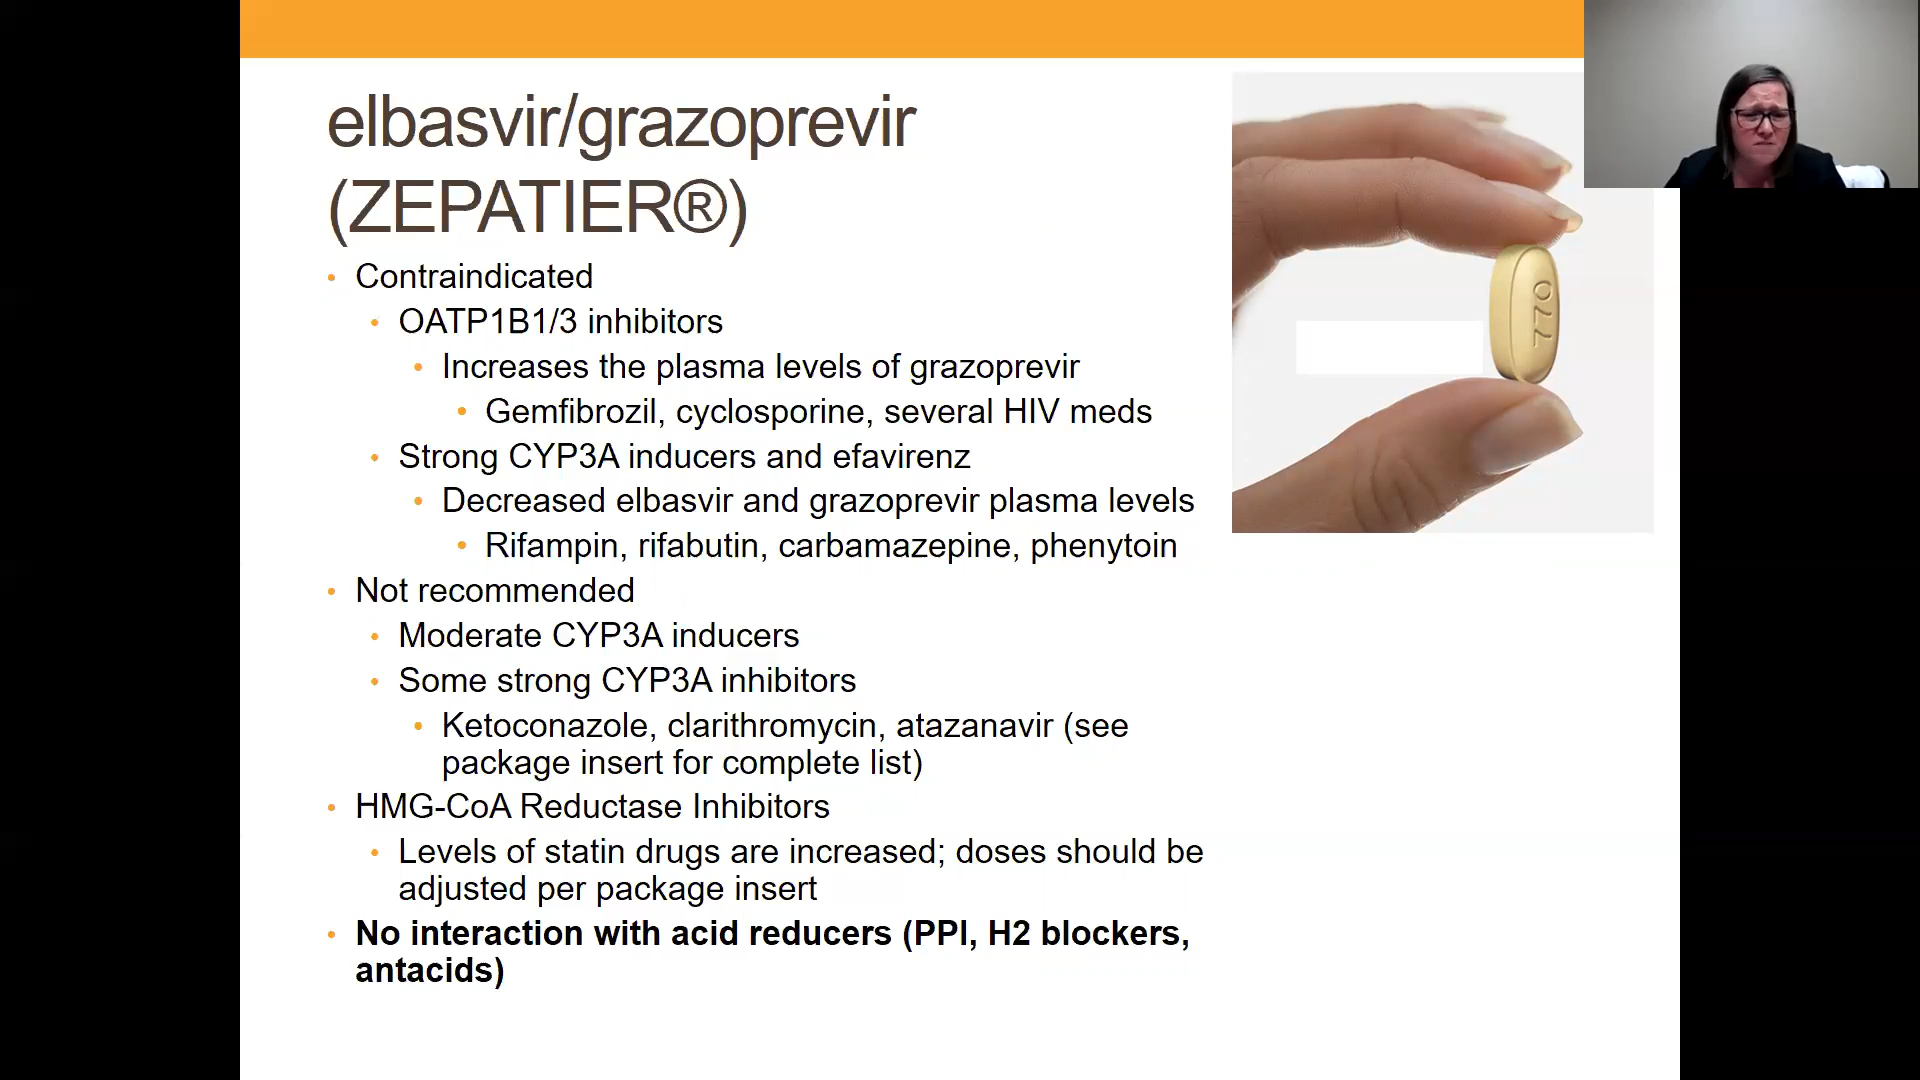 elbasvir/grazoprevir
(ZEPATIER®)
• Contraindicated
• OATP1B1/3 inhibitors
• Increases the plasma levels of grazoprevir
• Gemfibrozil, cyclosporine, several HIV meds
• Strong CYP3A inducers and efavirenz
• Decreased elbasvir and grazoprevir plasma levels
• Rifampin, rifabutin, carbamazepine, phenytoin
• Not recommended
• Moderate CYP3A inducers
• Some strong CYP3A inhibitors
• Ketoconazole, clarithromycin, atazanavir (see
package insert for complete list)
• HMG-CoA Reductase Inhibitors
• Levels of statin drugs are increased; doses should be
adjusted per package insert
• No interaction with acid reducers (PPI, H2 blockers,
antacids)
770